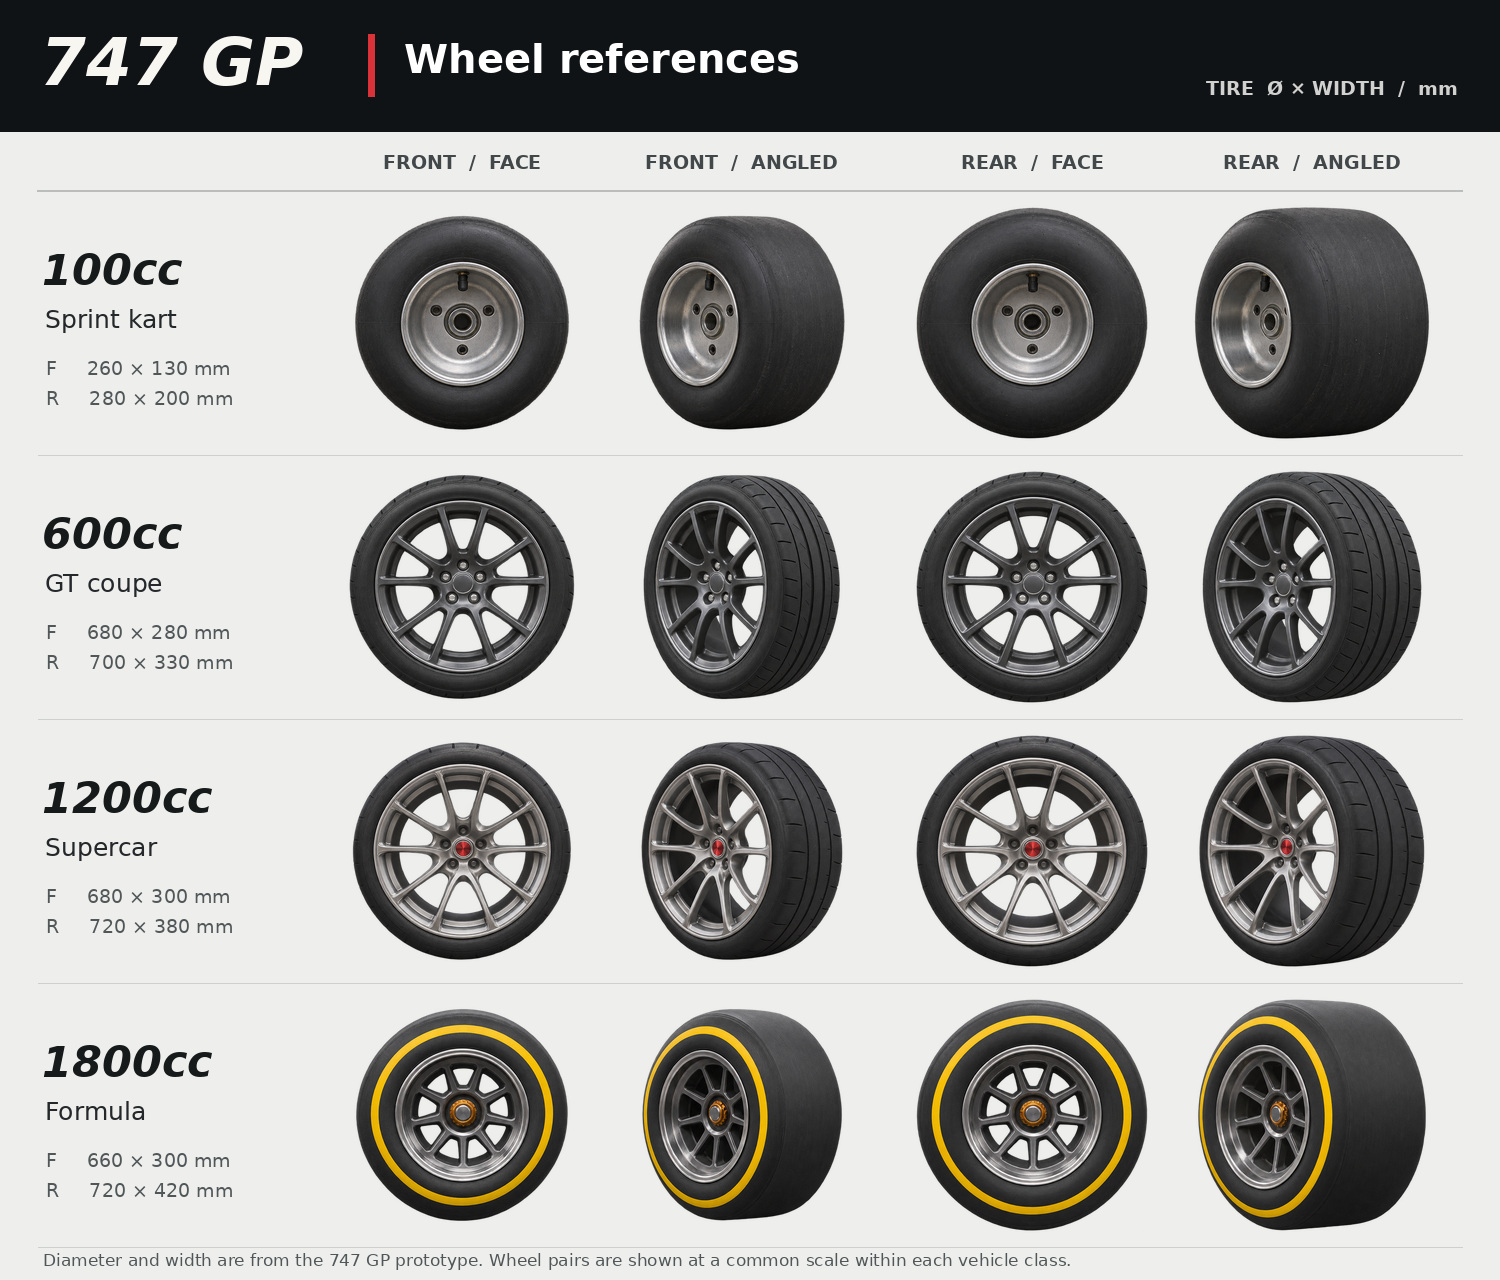 747 GP
Wheel references
TIRE Ø × WIDTH / mm
FRONT / FACE
FRONT / ANGLED
REAR / FACE
REAR / ANGLED
100cc
Sprint kart
F 260 × 130 mm
R 280 × 200 mm
600cc
GT coupe
F 680 × 280 mm
R 700 × 330 mm
1200cc
Supercar
F 680 × 300 mm
R 720 × 380 mm
1800cc
Formula
F 660 × 300 mm
R 720 × 420 mm
Diameter and width are from the 747 GP prototype. Wheel pairs are shown at a common scale within each vehicle class.